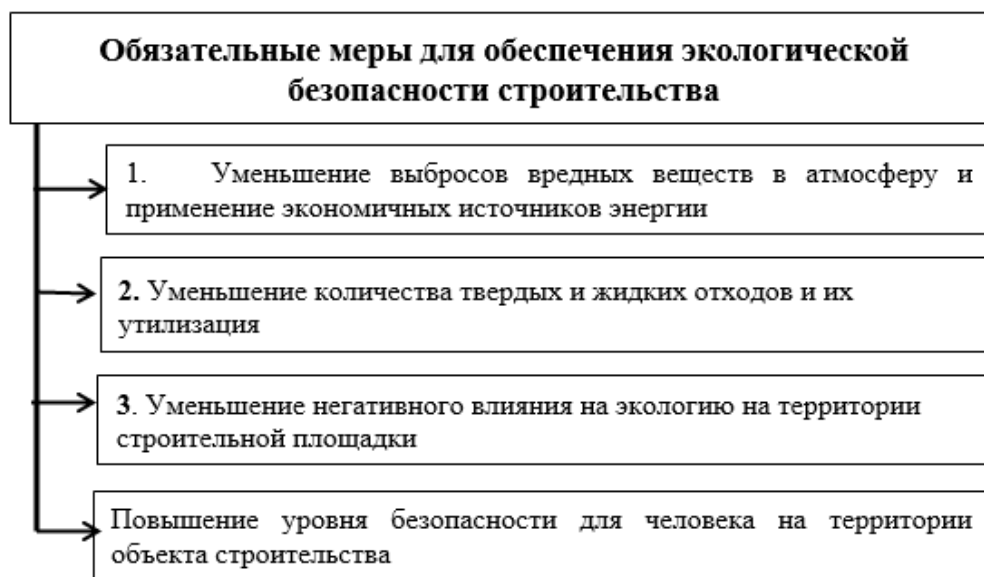 Обязательные меры для обеспечения экологической
безопасности строительства
1. Уменьшение выбросов вредных веществ в атмосферу и
применение экономичных источников энергии
2. Уменьшение количества твердых и жидких отходов и их
утилизация
3. Уменьшение негативного влияния на экологию на территории
строительной площадки
Повышение уровня безопасности для человека на территории
объекта строительства